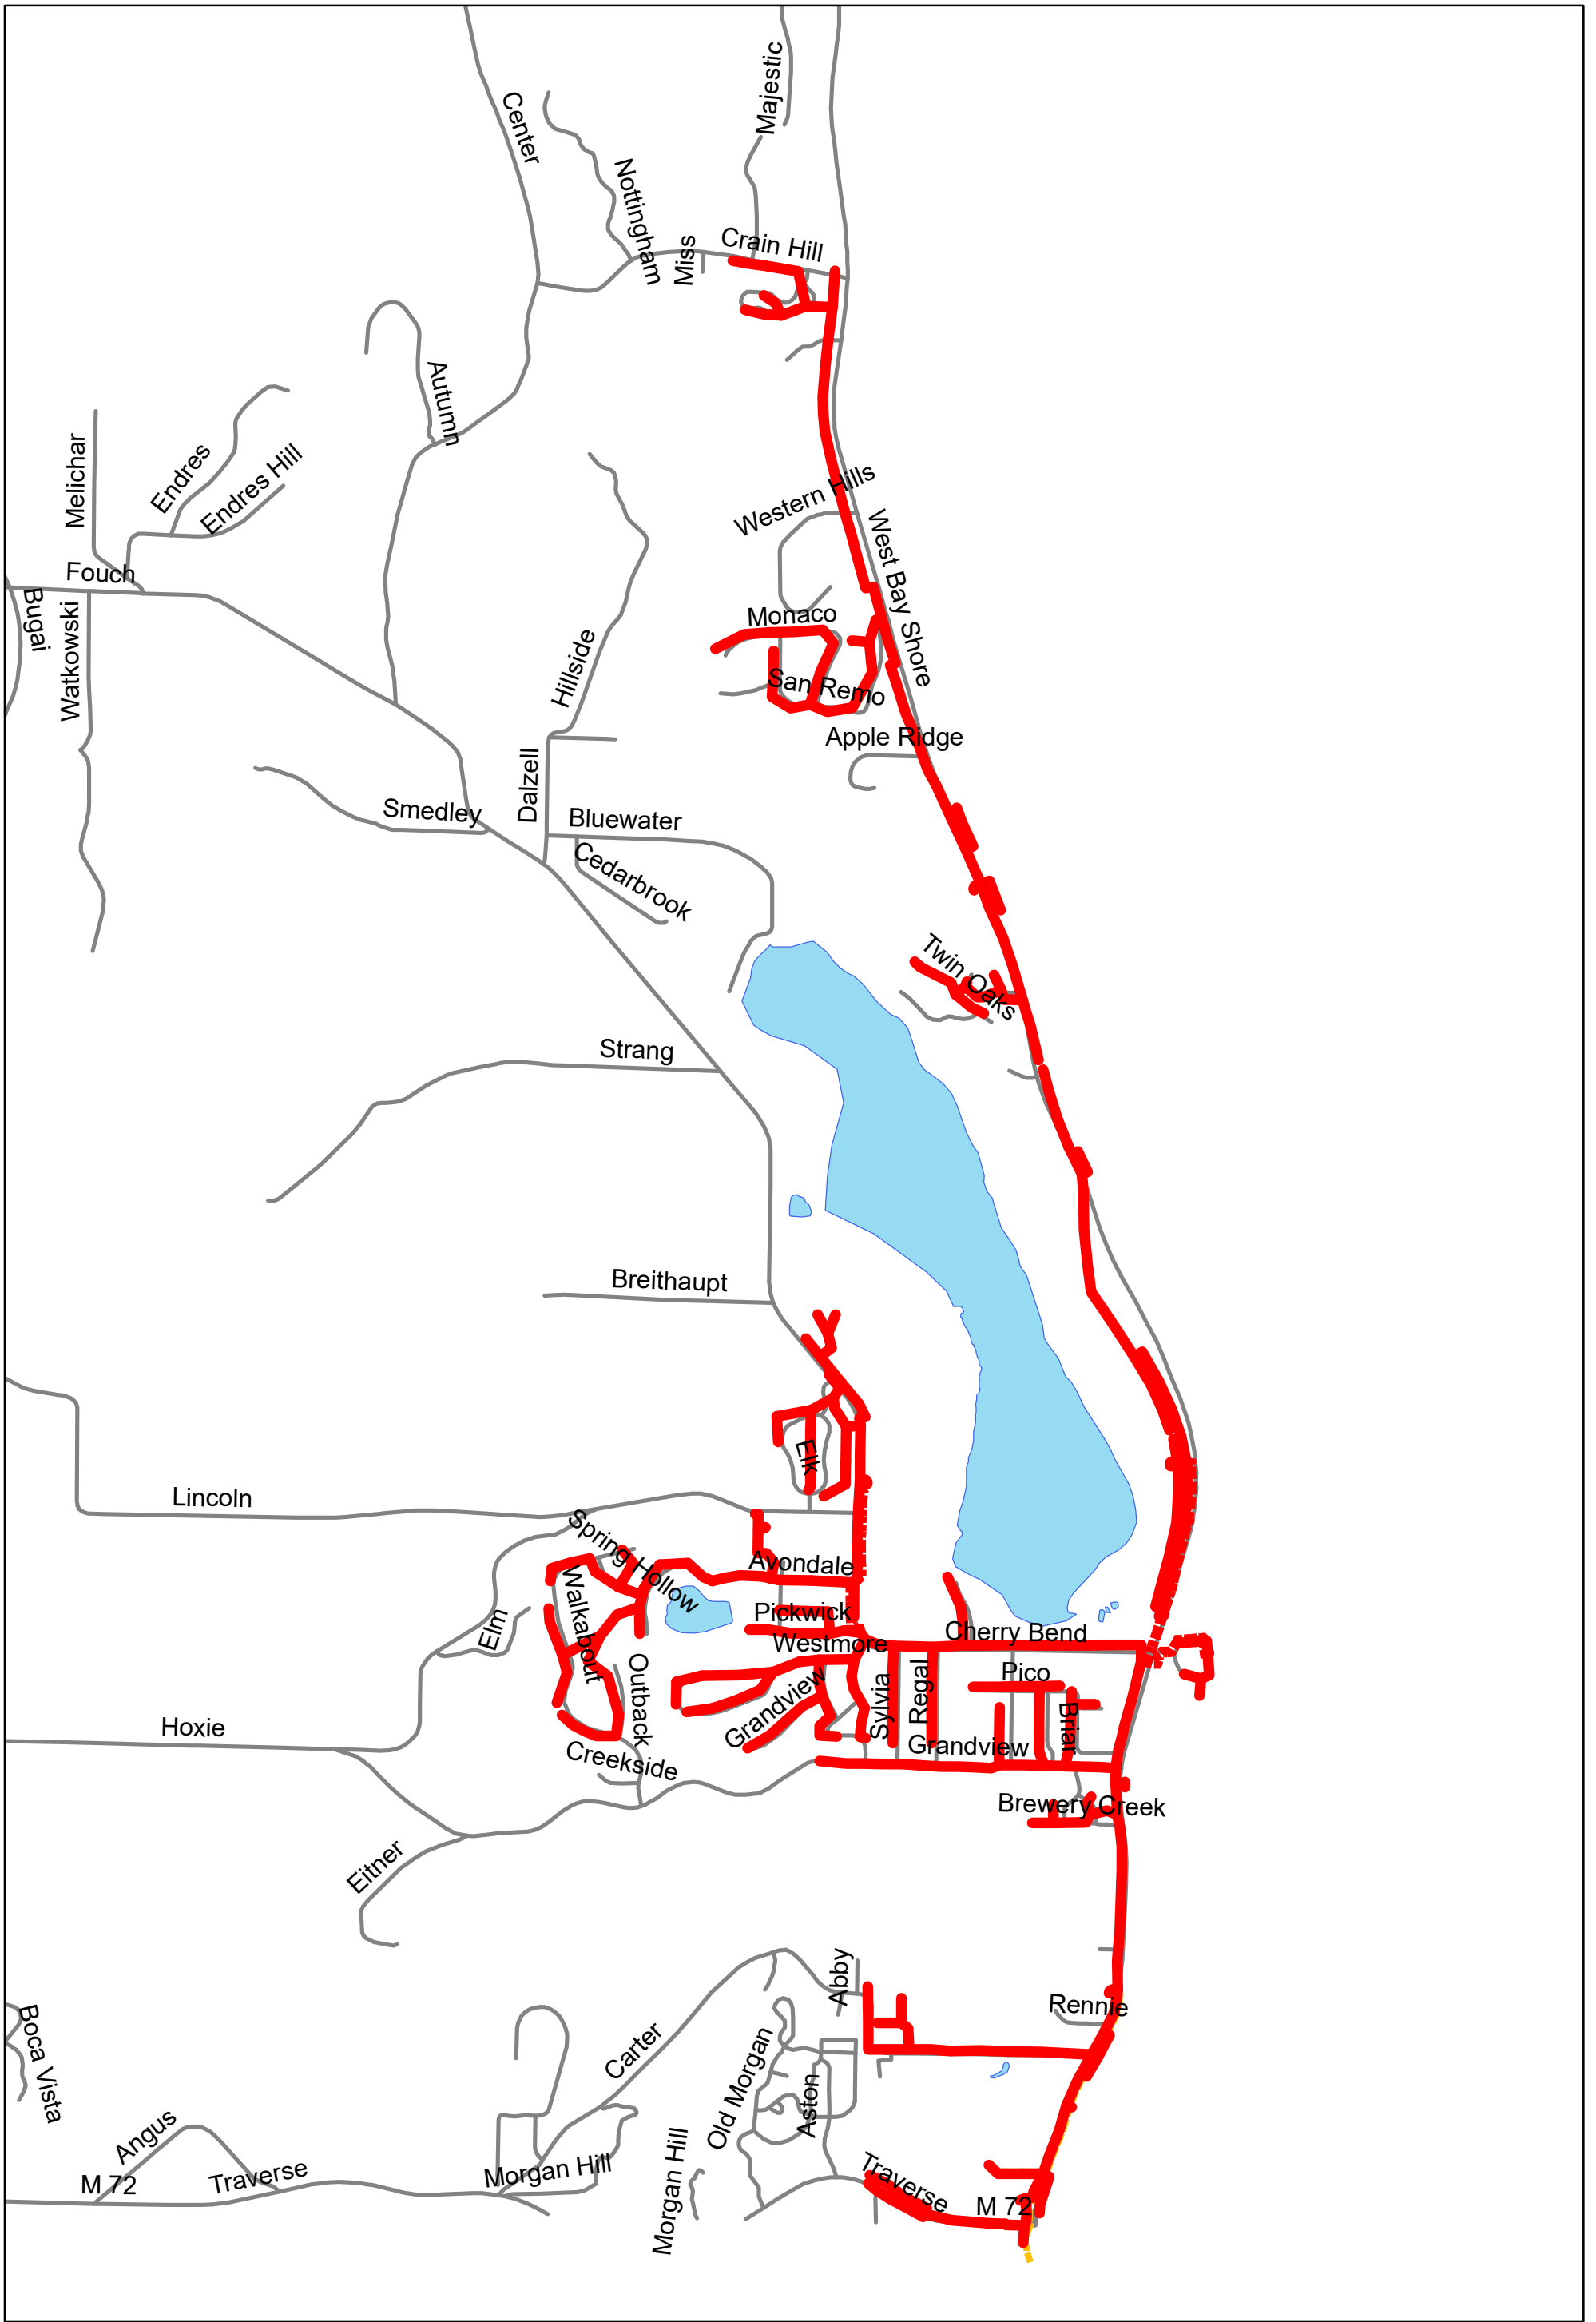 Majestic
Center
Nottingham
Miss
Crain Hill
Autumn
Melichar
Endres
Endres Hill
Western Hills
West Bay Shore
Fouch
Bugai
Watkowski
Monaco
Hillside
San Remo
Apple Ridge
Dalzell
Smedley
Bluewater
Cedarbrook
Twin Oaks
Strang
Breithaupt
Elk
Lincoln
Spring Hollow
Avondale
Walkabout
Pickwick
Elm
Westmore
Cherry Bend
Outback
Grandview
Sylvia
Regal
Pico
Briar
Hoxie
Creekside
Grandview
Brewery Creek
Eitner
Abby
Rennie
Boca Vista
Carter
Old Morgan
Aston
Angus
M 72
Traverse
Morgan Hill
Morgan Hill
Traverse
M 72